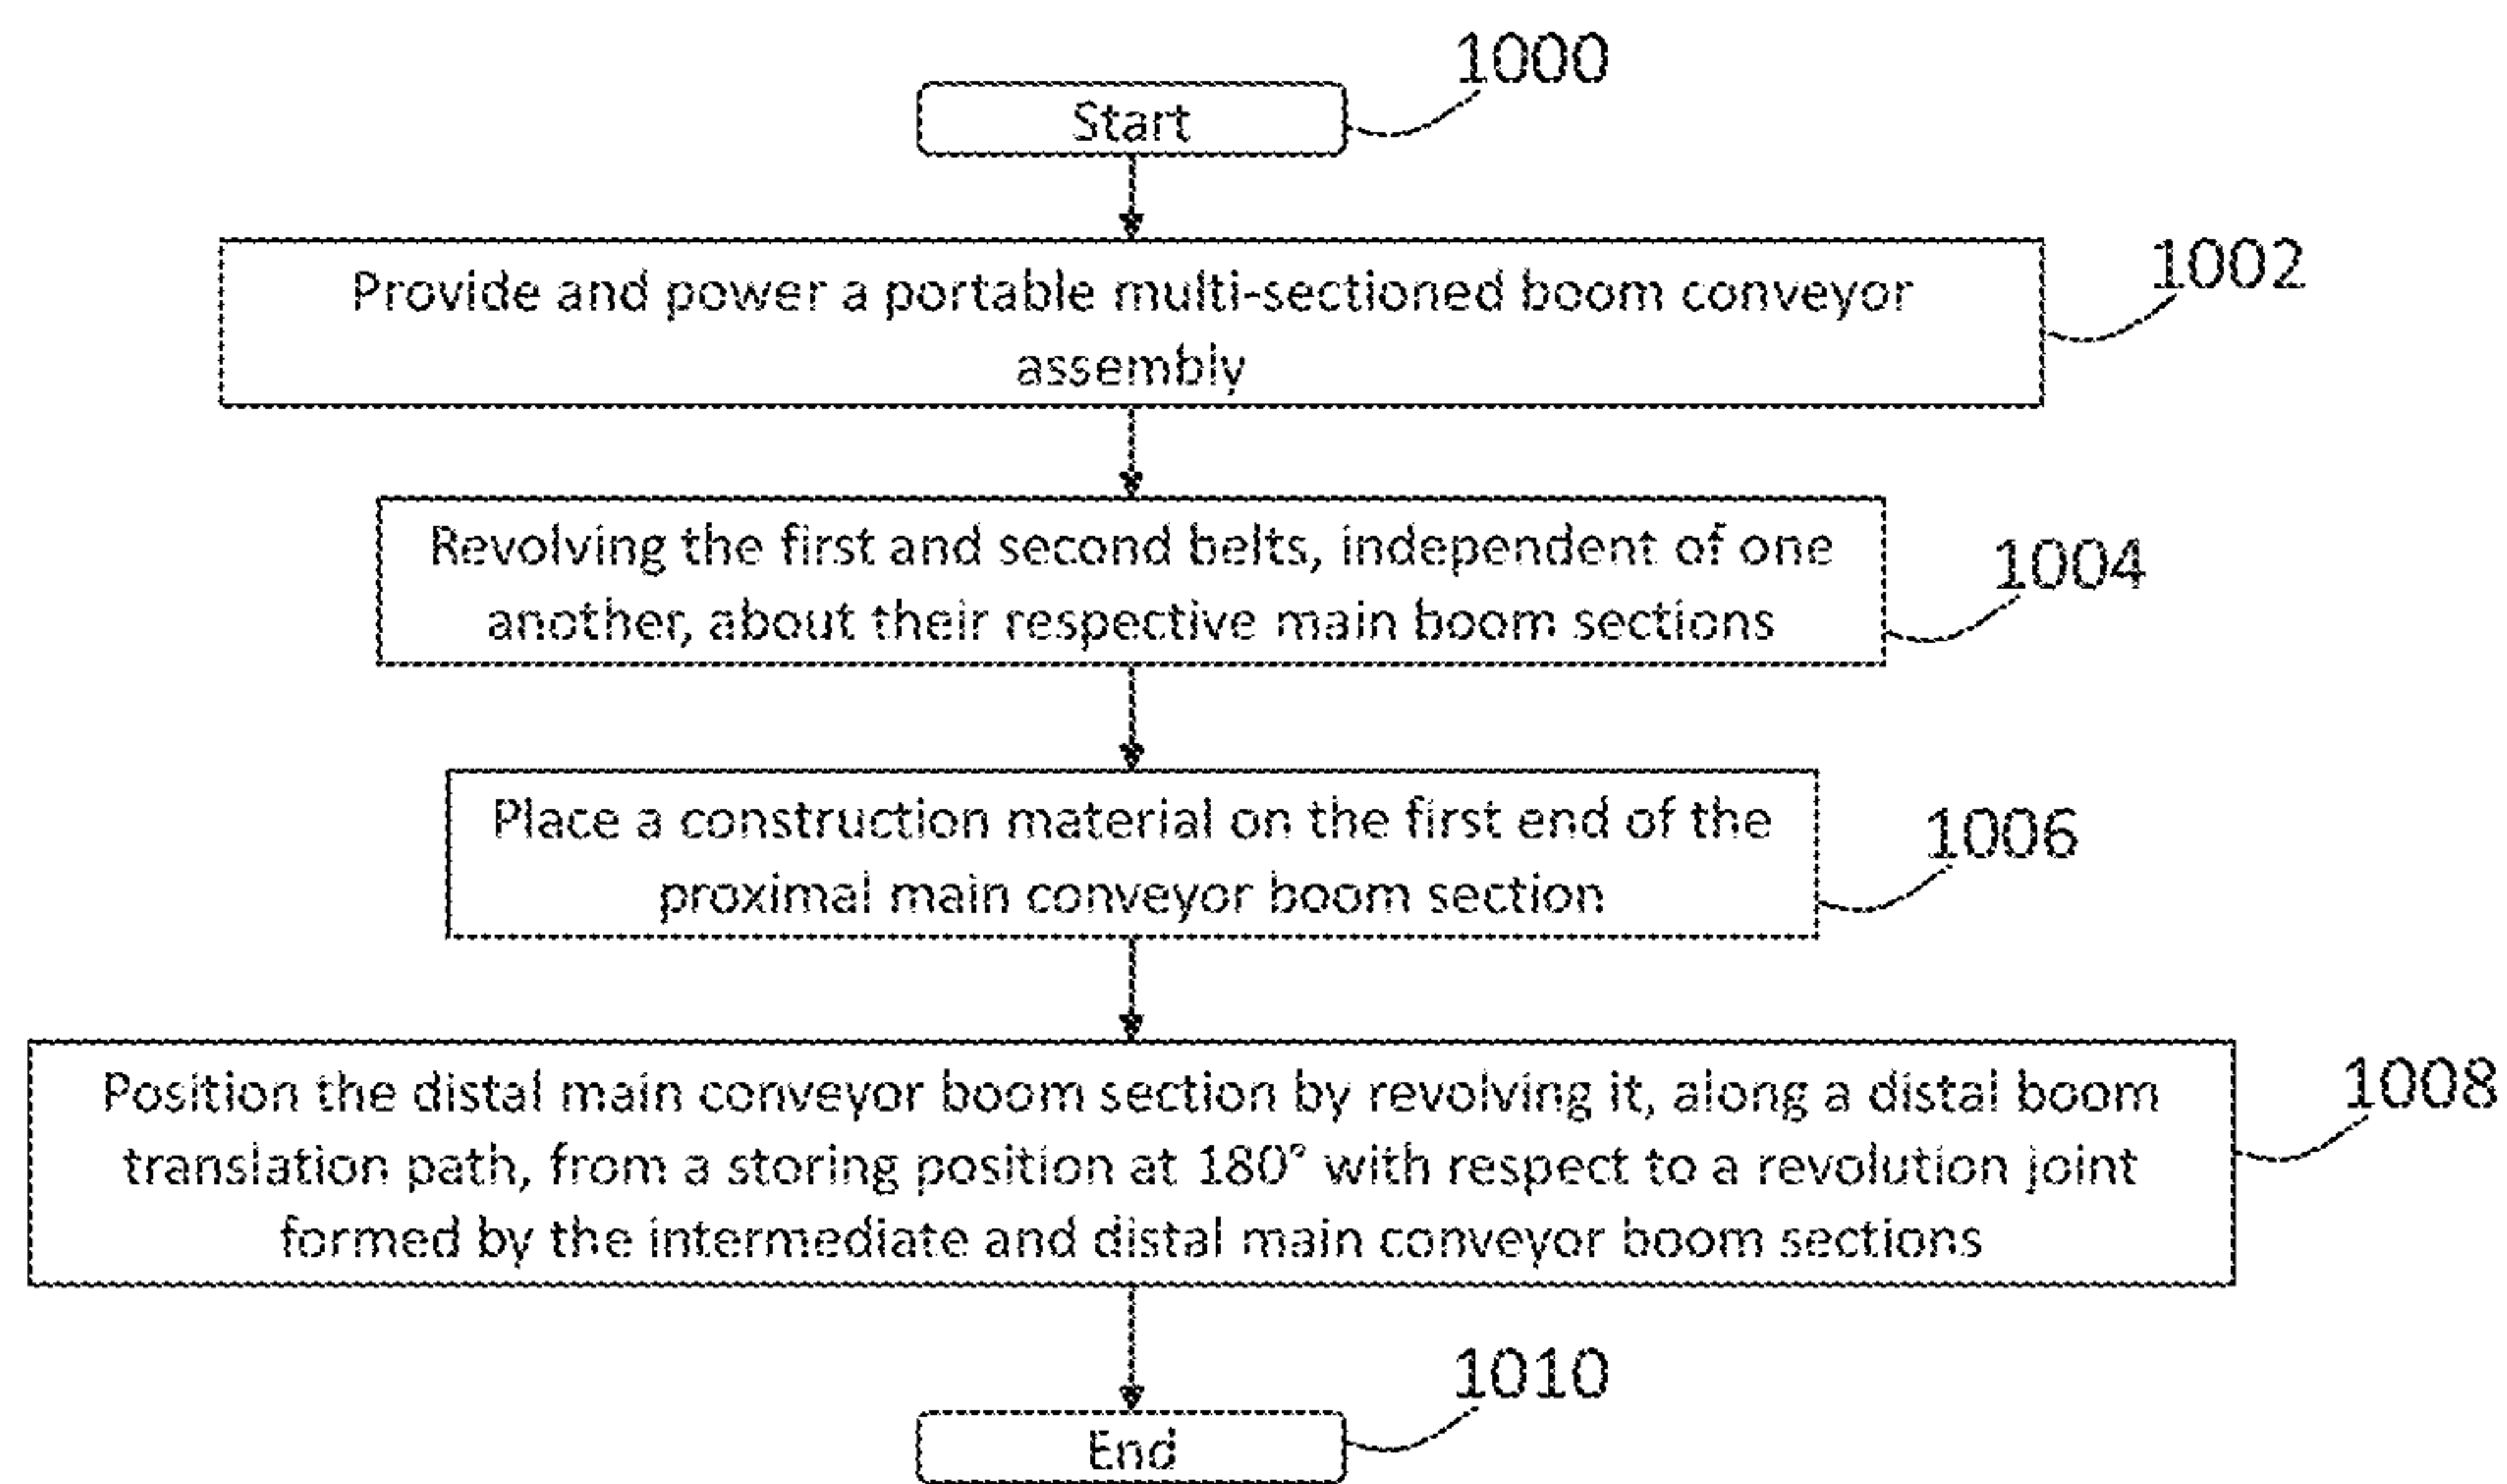 1000
Start
1002
Provide and power a portable multi-sectioned boom conveyor
assembly
1004
Revolving the first and second belts, independent of one
another, about their respective main boom sections
1006
Place a construction material on the first end of the
proximal main conveyor boom section
1008
Position the distal main conveyor boom section by revolving it, along a distal boom
translation path, from a storing position at 180° with respect to a revolution joint
formed by the intermediate and distal main conveyor boom sections
1010
End